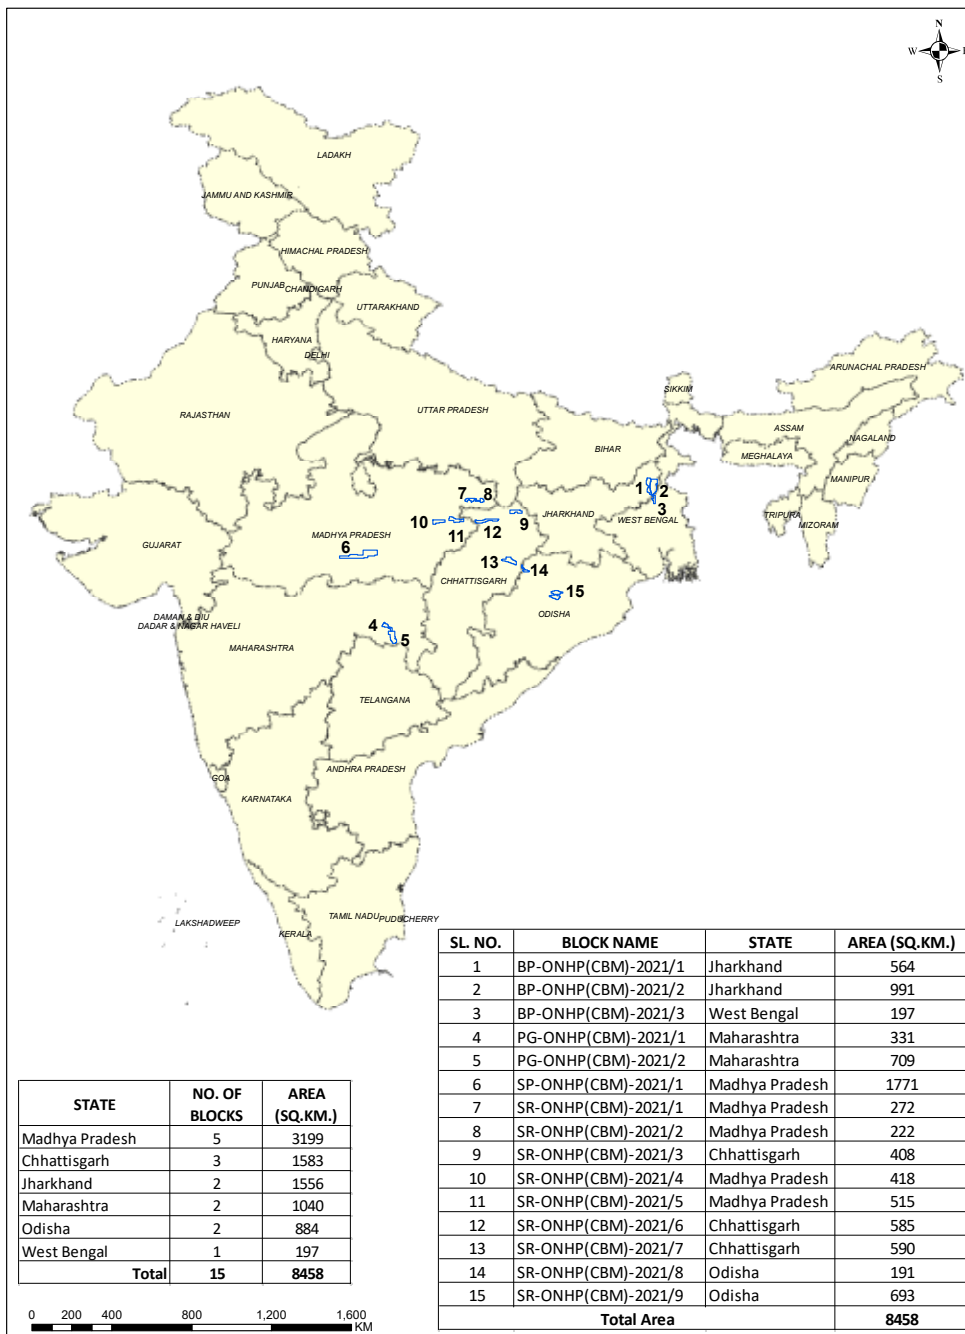 N
W
E
S
LADAKH
JAMMU AND KASHMIR
HIMACHAL PRADESH
PUNJAB
CHANDIGARH
UTTARAKHAND
HARYANA
DELHI
ARUNACHAL PRADESH
SIKKIM
RAJASTHAN
UTTAR PRADESH
ASSAM
NAGALAND
BIHAR
MEGHALAYA
MANIPUR
1 2
3
7 8
9
JHARKHAND
WEST BENGAL
TRIPURA
MIZORAM
10
11
12
MADHYA PRADESH
GUJARAT
6
13
14
CHHATTISGARH
15
ODISHA
DAMAN & DIU
DADAR & NAGAR HAVELI
4
5
MAHARASHTRA
TELANGANA
ANDHRA PRADESH
GOA
KARNATAKA
LAKSHADWEEP
TAMIL NADU
PUDUCHERRY
KERALA
SL. NO. BLOCK NAME STATE AREA (SQ.KM.)
1 BP-ONHP(CBM)-2021/1 Jharkhand 564
2 BP-ONHP(CBM)-2021/2 Jharkhand 991
3 BP-ONHP(CBM)-2021/3 West Bengal 197
4 PG-ONHP(CBM)-2021/1 Maharashtra 331
5 PG-ONHP(CBM)-2021/2 Maharashtra 709
6 SP-ONHP(CBM)-2021/1 Madhya Pradesh 1771
7 SR-ONHP(CBM)-2021/1 Madhya Pradesh 272
8 SR-ONHP(CBM)-2021/2 Madhya Pradesh 222
9 SR-ONHP(CBM)-2021/3 Chhattisgarh 408
10 SR-ONHP(CBM)-2021/4 Madhya Pradesh 418
11 SR-ONHP(CBM)-2021/5 Madhya Pradesh 515
12 SR-ONHP(CBM)-2021/6 Chhattisgarh 585
13 SR-ONHP(CBM)-2021/7 Chhattisgarh 590
14 SR-ONHP(CBM)-2021/8 Odisha 191
15 SR-ONHP(CBM)-2021/9 Odisha 693
Total Area 8458
STATE NO. OF BLOCKS AREA (SQ.KM.)
Madhya Pradesh 5 3199
Chhattisgarh 3 1583
Jharkhand 2 1556
Maharashtra 2 1040
Odisha 2 884
West Bengal 1 197
Total 15 8458
0 200 400 800 1,200 1,600
KM